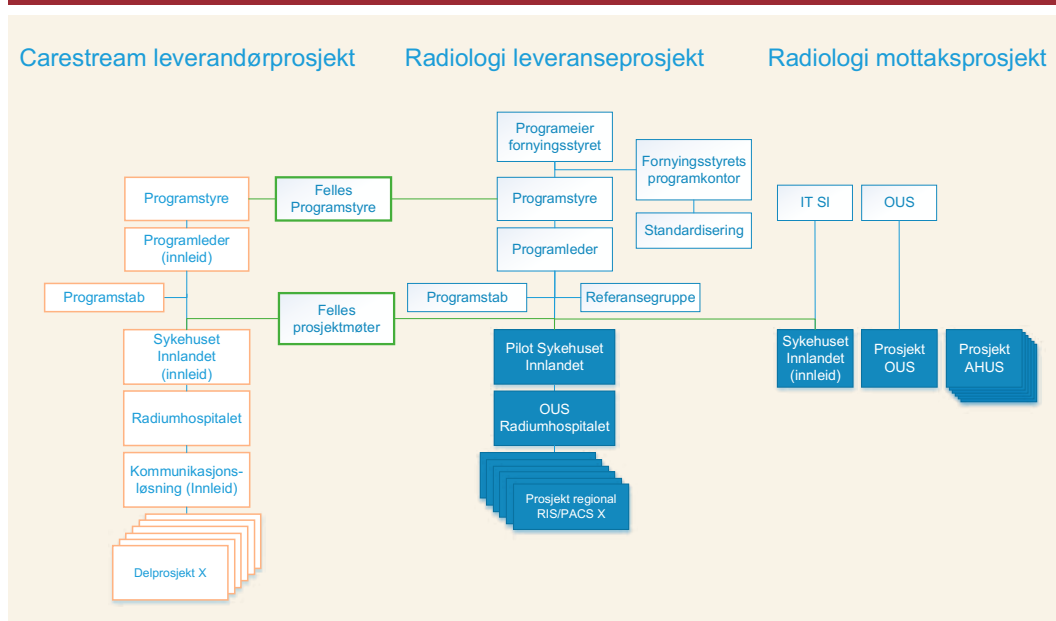 Carestream leverandørprosjekt
Radiologi leveranseprosjekt
Radiologi mottaksprosjekt
Programeier
fornyingsstyret
Fornyingsstyrets
programkontor
Programstyre
Felles
Programstyre
Programstyre
IT SI
OUS
Standardisering
Programleder
(innleid)
Programleder
Programstab
Felles
prosjektmøter
Programstab
Referansegruppe
Sykehuset
Innlandet
(innleid)
Pilot Sykehuset
Innlandet
Sykehuset
Innlandet
(innleid)
Prosjekt
OUS
Prosjekt
AHUS
Radiumhospitalet
OUS
Radiumhospitalet
Kommunikasjons-
løsning (Innleid)
Prosjekt regional
RIS/PACS X
Delprosjekt X